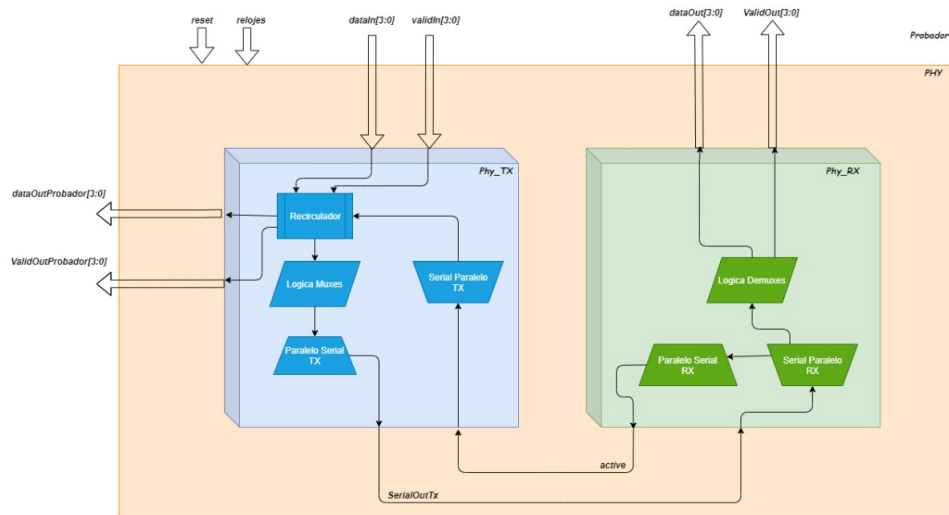 reset
relojes
dataIn[3:0]
validIn[3:0]
dataOut[3:0]
ValidOut[3:0]
Probador
PHY
Phy_TX
Phy_RX
dataOutProbador[3:0]
Recirculador
ValidOutProbador[3:0]
Logica Muxes
Serial Paralelo
TX
Logica Demuxes
Paralelo Serial
TX
Paralelo Serial
RX
Serial Paralelo
RX
active
SerialOutTx